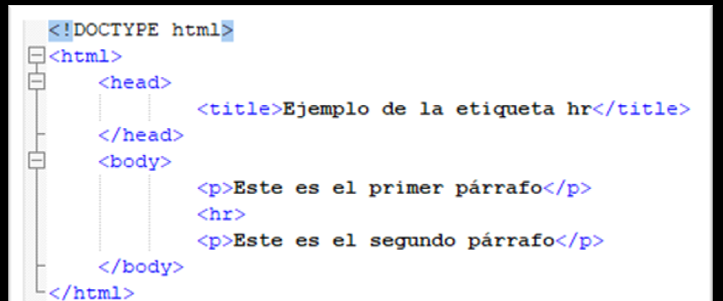 <!DOCTYPE html>
<html>
<head>
<title>Ejemplo de la etiqueta hr</title>
</head>
<body>
<p>Este es el primer párrafo</p>
<hr>
<p>Este es el segundo párrafo</p>
</body>
</html>